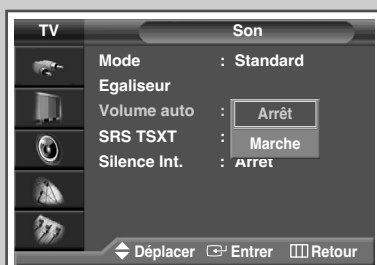 TV Son
Mode : Standard
Egaliseur
Volume auto : Arrêt
SRS TSXT : Marche
Silence Int. : Arrêt
Déplacer Entrer Retour